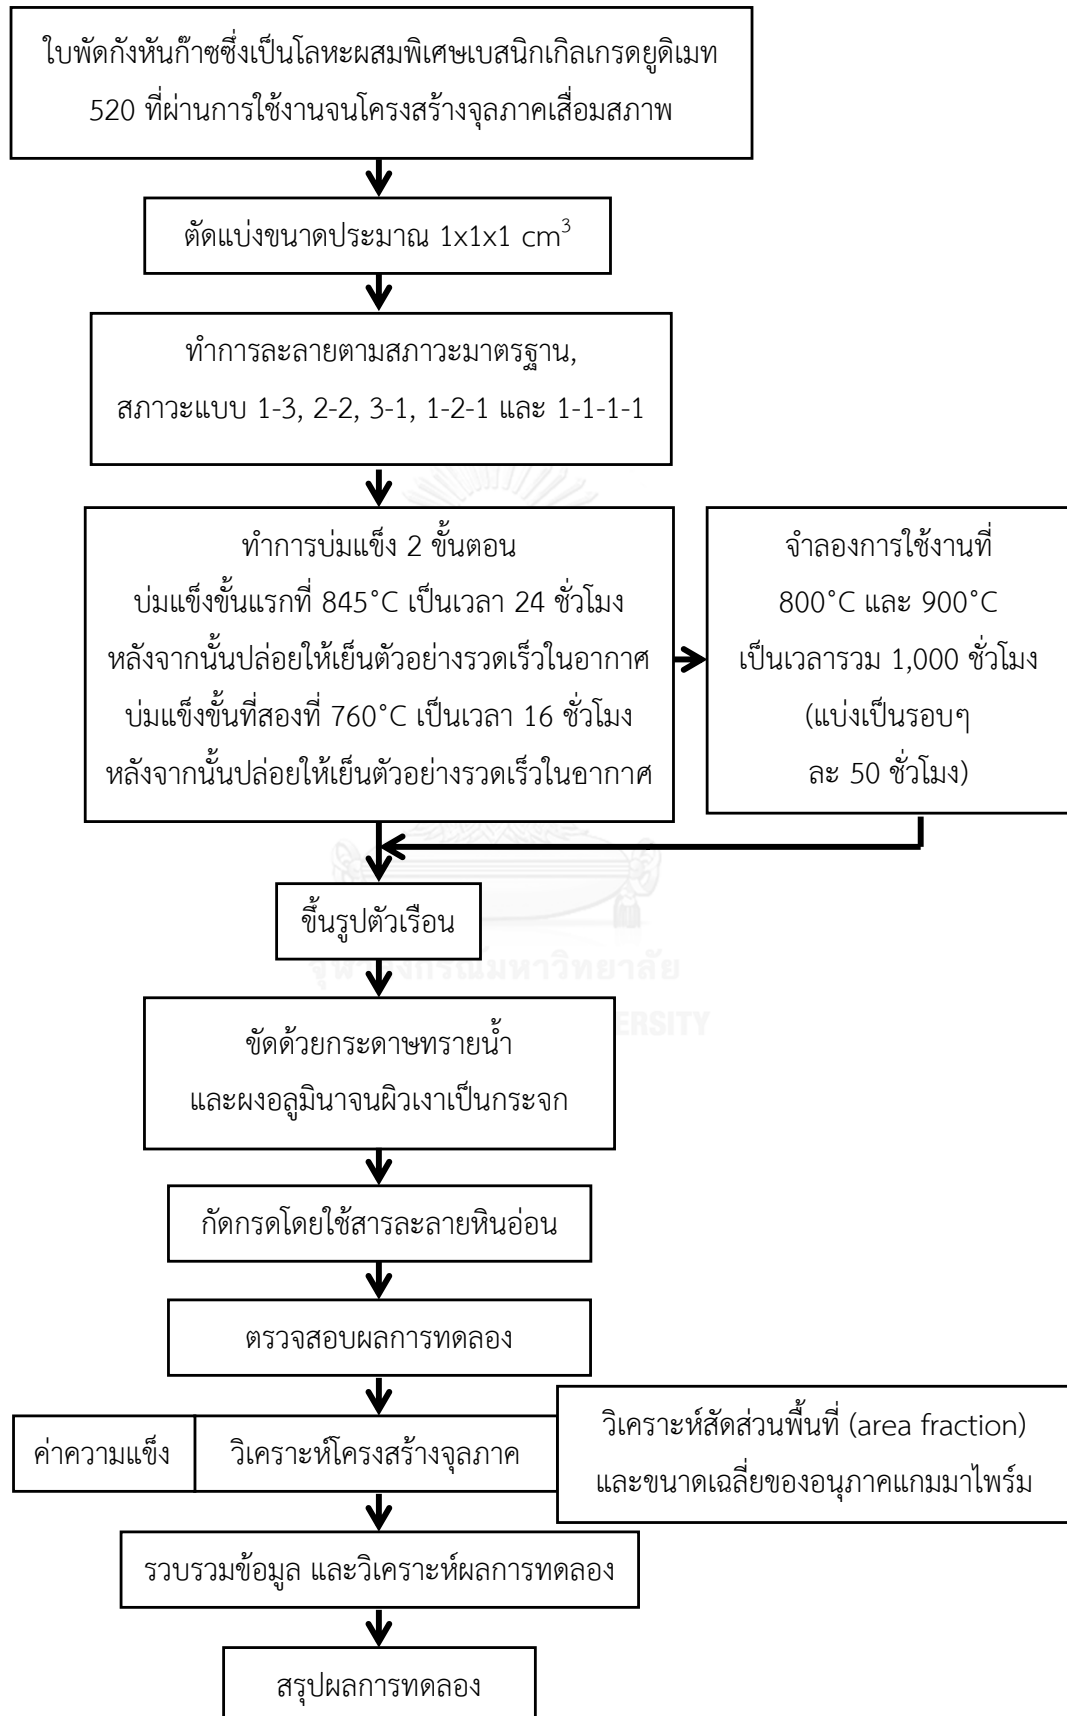 ใบพัดกังหันก๊าซซึ่งเป็นโลหะผสมพิเศษเบสนิกเกิลเกรดยูดิเมท
520 ที่ผ่านการใช้งานจนโครงสร้างจุลภาคเสื่อมสภาพ
ตัดแบ่งขนาดประมาณ 1x1x1 cm³
ทำการละลายตามสภาวะมาตรฐาน,
สภาวะแบบ 1-3, 2-2, 3-1, 1-2-1 และ 1-1-1-1
ทำการบ่มแข็ง 2 ขั้นตอน
บ่มแข็งขั้นแรกที่ 845°C เป็นเวลา 24 ชั่วโมง
หลังจากนั้นปล่อยให้เย็นตัวอย่างรวดเร็วในอากาศ
บ่มแข็งขั้นที่สองที่ 760°C เป็นเวลา 16 ชั่วโมง
หลังจากนั้นปล่อยให้เย็นตัวอย่างรวดเร็วในอากาศ
จำลองการใช้งานที่
800°C และ 900°C
เป็นเวลารวม 1,000 ชั่วโมง
(แบ่งเป็นรอบๆ
ละ 50 ชั่วโมง)
ขึ้นรูปตัวเรือน
จุฬาลงกรณ์มหาวิทยาลัย
ERSITY
ขัดด้วยกระดาษทรายน้ำ
และผงอลูมินาจนผิวเงาเป็นกระจก
กัดกรดโดยใช้สารละลายหินอ่อน
ตรวจสอบผลการทดลอง
ค่าความแข็ง
วิเคราะห์โครงสร้างจุลภาค
วิเคราะห์สัดส่วนพื้นที่ (area fraction)
และขนาดเฉลี่ยของอนุภาคแกมมาไพร์ม
รวบรวมข้อมูล และวิเคราะห์ผลการทดลอง
สรุปผลการทดลอง